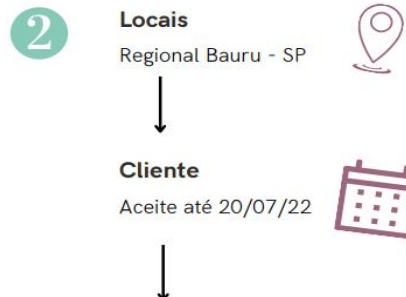 2
Locais
Regional Bauru - SP
Cliente
Aceite até 20/07/22